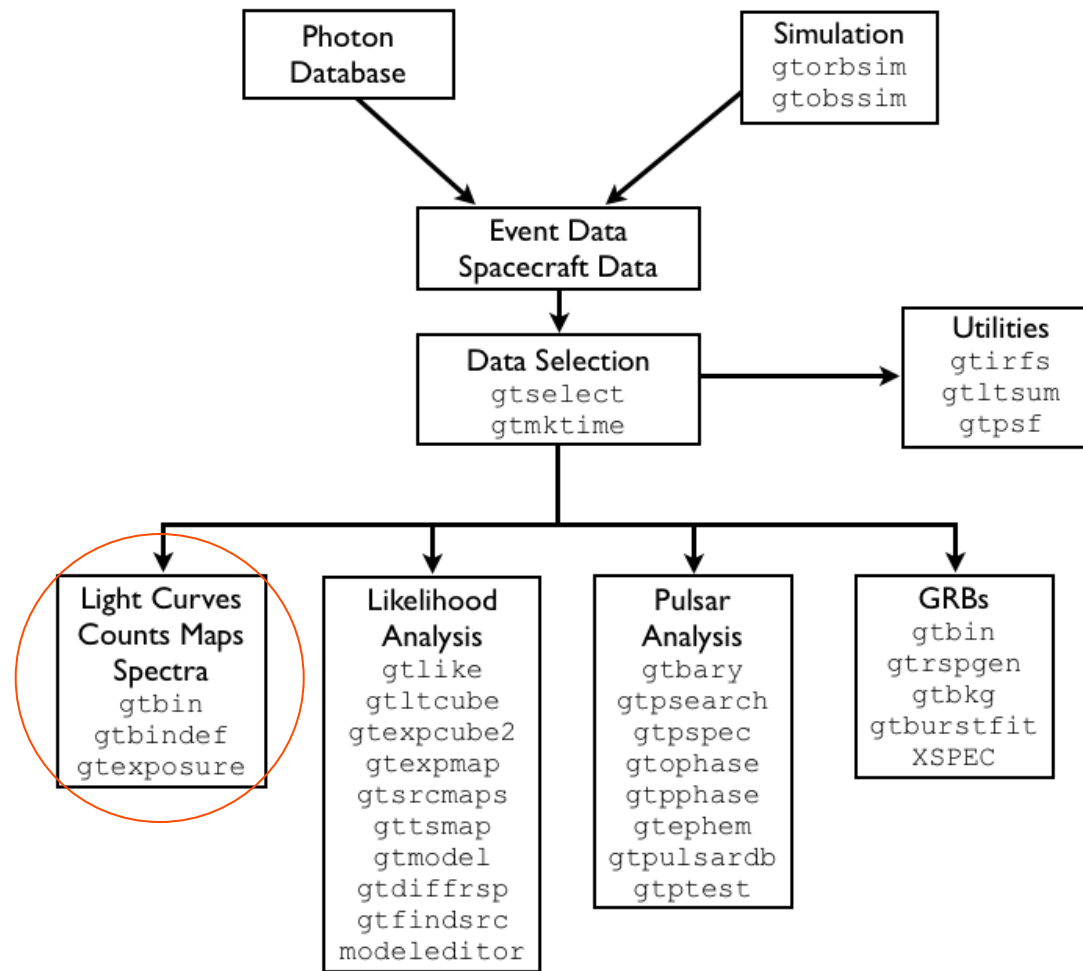 Photon
Database
Simulation
gtorbsim
gtobssim
Event Data
Spacecraft Data
Data Selection
gtselect
gtmktime
Utilities
gtirfs
gtltsum
gtpsf
Light Curves
Counts Maps
Spectra
gtbin
gtbindef
gtexposure
Likelihood
Analysis
gtlike
gtltcube
gtexpcube2
gtexpmap
gtsrcmaps
gttsmap
gtmodel
gtdiffrsp
gtfindsrc
modeleditor
Pulsar
Analysis
gtbary
gtpsearch
gtpspec
gtophase
gtpphase
gtephem
gtpulsardb
gtptest
GRBs
gtbin
gtrspgen
gtbkg
gtburstfit
XSPEC